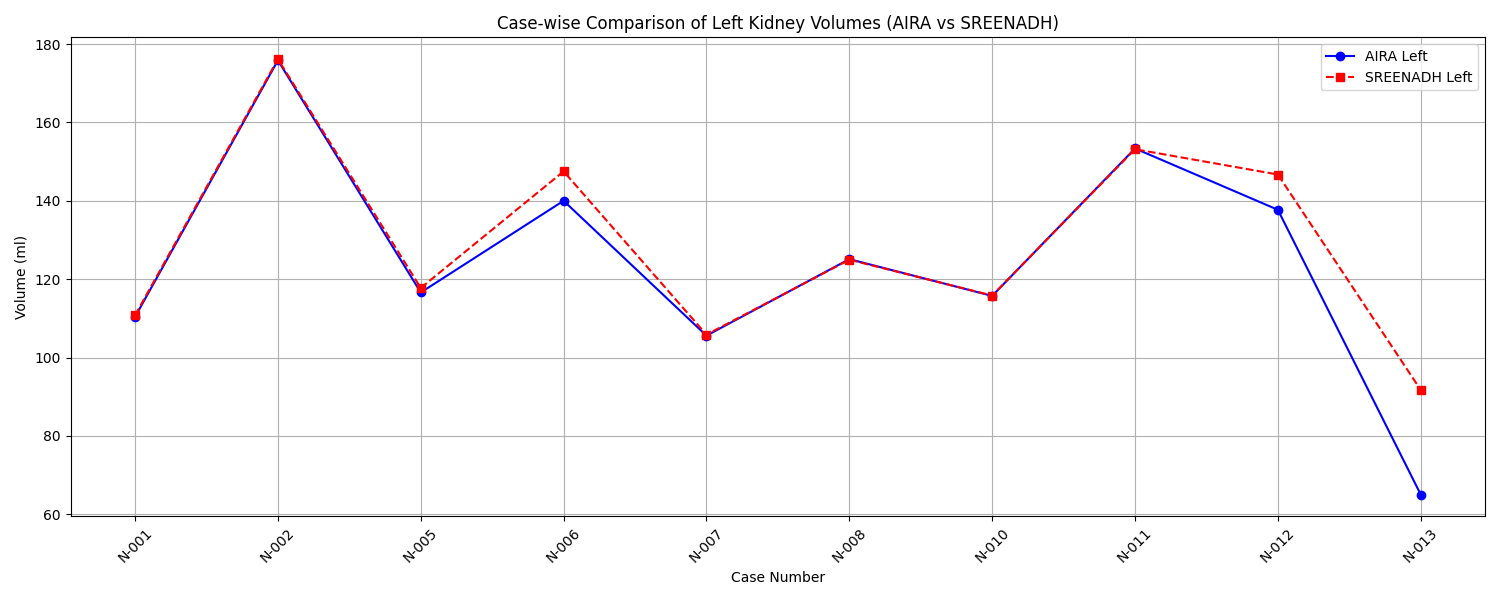 Case-wise Comparison of Left Kidney Volumes (AIRA vs SREENADH)
AIRA Left
SREENADH Left
Volume (ml)
180
160
140
120
100
80
60
N-001
N-002
N-005
N-006
N-007
N-008
N-010
N-011
N-012
N-013
Case Number